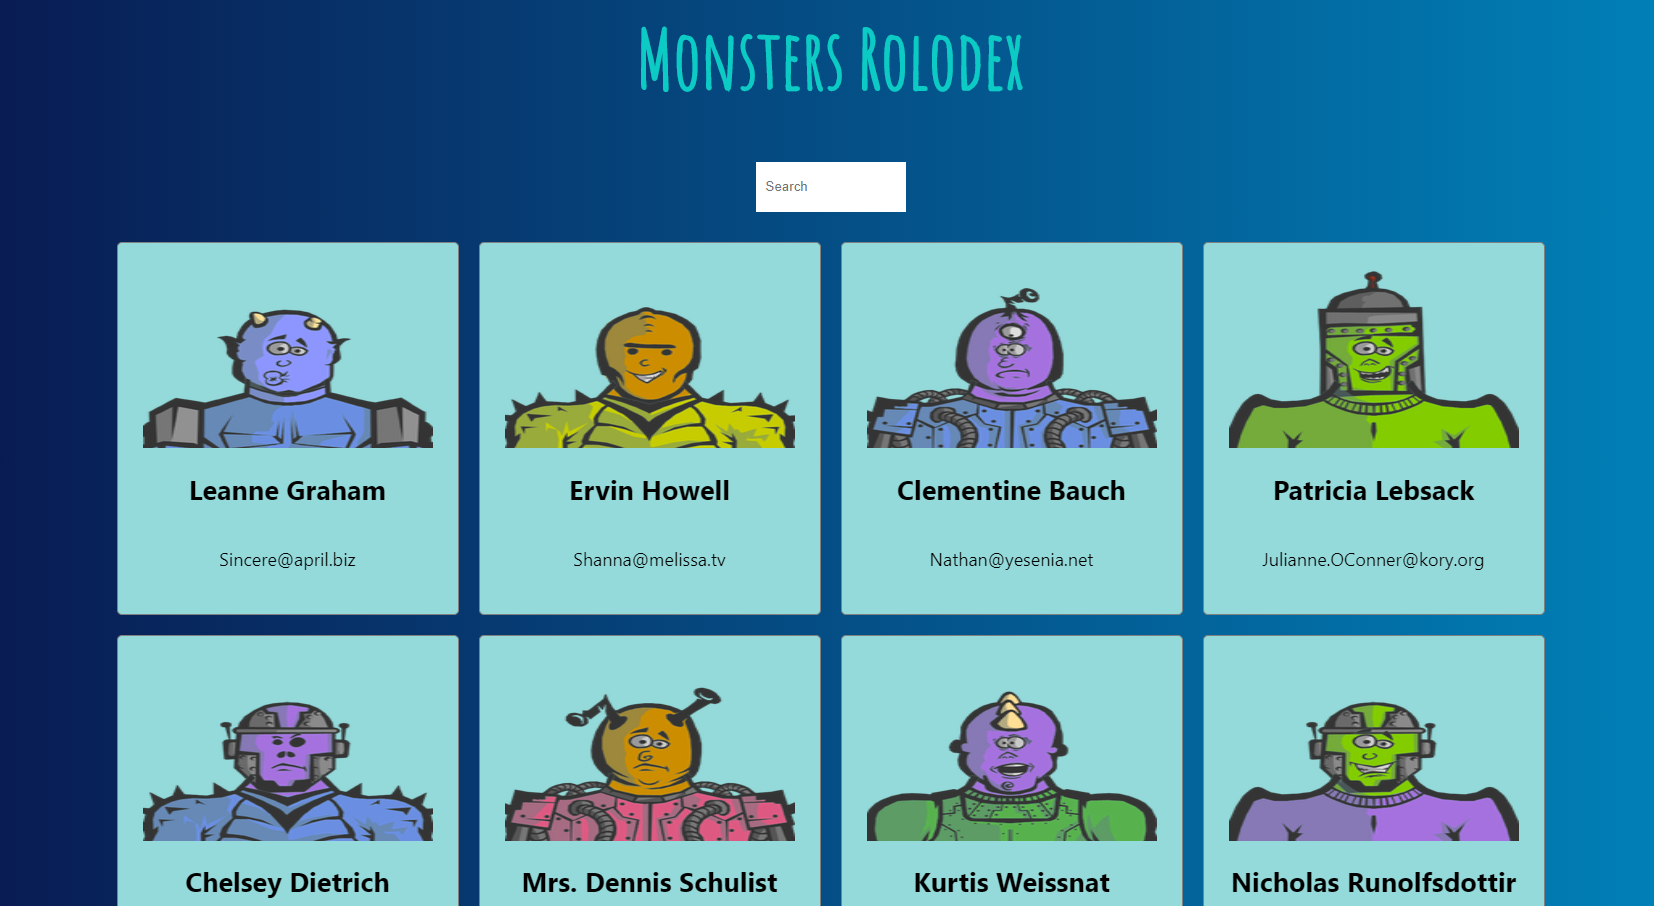 Monsters Rolodex
Search
Leanne Graham
Sincere@april.biz
Ervin Howell
Shanna@melissa.tv
Clementine Bauch
Nathan@yesenia.net
Patricia Lebsack
Julianne.OConner@kory.org
Chelsey Dietrich
Mrs. Dennis Schulist
Kurtis Weissnat
Nicholas Runolfsdottir